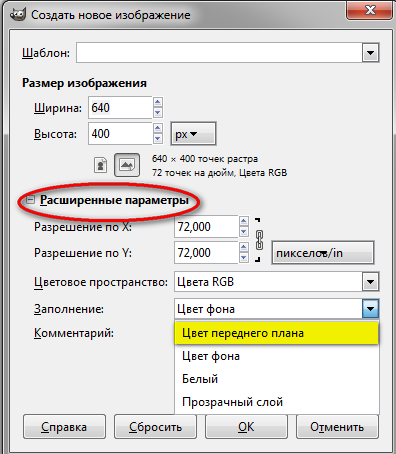 Создать новое изображение
Шаблон:
Размер изображения
Ширина: 640
Высота: 400 px
640 × 400 точек растра
72 точек на дюйм, Цвета RGB
Расширенные параметры
Разрешение по X: 72,000
Разрешение по Y: 72,000 пикселов/in
Цветовое пространство: Цвета RGB
Заполнение: Цвет фона
Комментарий: Цвет переднего плана
Цвет фона
Белый
Прозрачный слой
Справка Сбросить OK Отменить